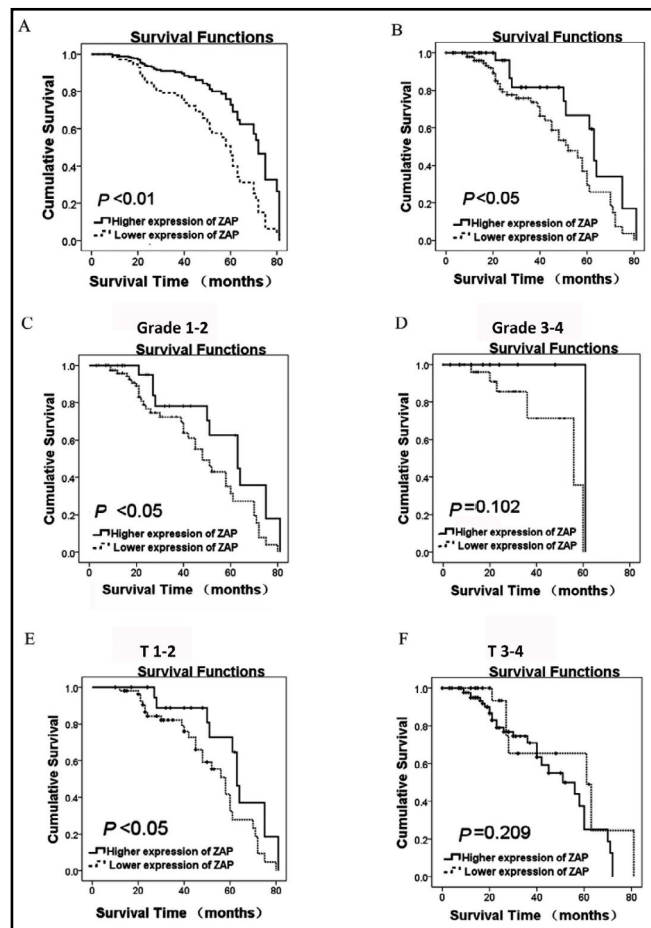 A
Survival Functions
Cumulative Survival
1.0
0.8
0.6
0.4
0.2
0.0
P <0.01
Higher expression of ZAP
Lower expression of ZAP
0 20 40 60 80
Survival Time （months）
B
Survival Functions
Cumulative Survival
1.0
0.8
0.6
0.4
0.2
0.0
P<0.05
Higher expression of ZAP
Lower expression of ZAP
0 20 40 60 80
Survival Time （months）
C
Grade 1-2
Survival Functions
Cumulative Survival
1.0
0.8
0.6
0.4
0.2
0.0
P <0.05
Higher expression of ZAP
Lower expression of ZAP
0 20 40 60 80
Survival Time （months）
D
Grade 3-4
Survival Functions
Cumulative Survival
1.0
0.8
0.6
0.4
0.2
0.0
P=0.102
Higher expression of ZAP
Lower expression of ZAP
0 20 40 60 80
Survival Time （months）
E
T 1-2
Survival Functions
Cumulative Survival
1.0
0.8
0.6
0.4
0.2
0.0
P<0.05
Higher expression of ZAP
Lower expression of ZAP
0 20 40 60 80
Survival Time （months）
F
T 3-4
Survival Functions
Cumulative Survival
1.0
0.8
0.6
0.4
0.2
0.0
P=0.209
Higher expression of ZAP
Lower expression of ZAP
0 20 40 60 80
Survival Time （months）